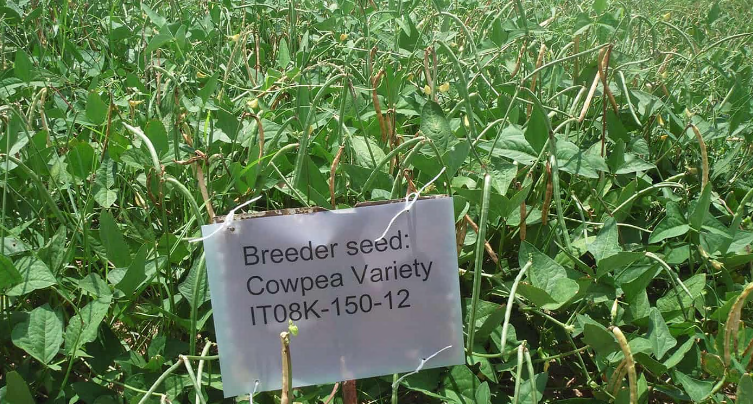 Breeder seed:
Cowpea Variety
IT08K-150-12